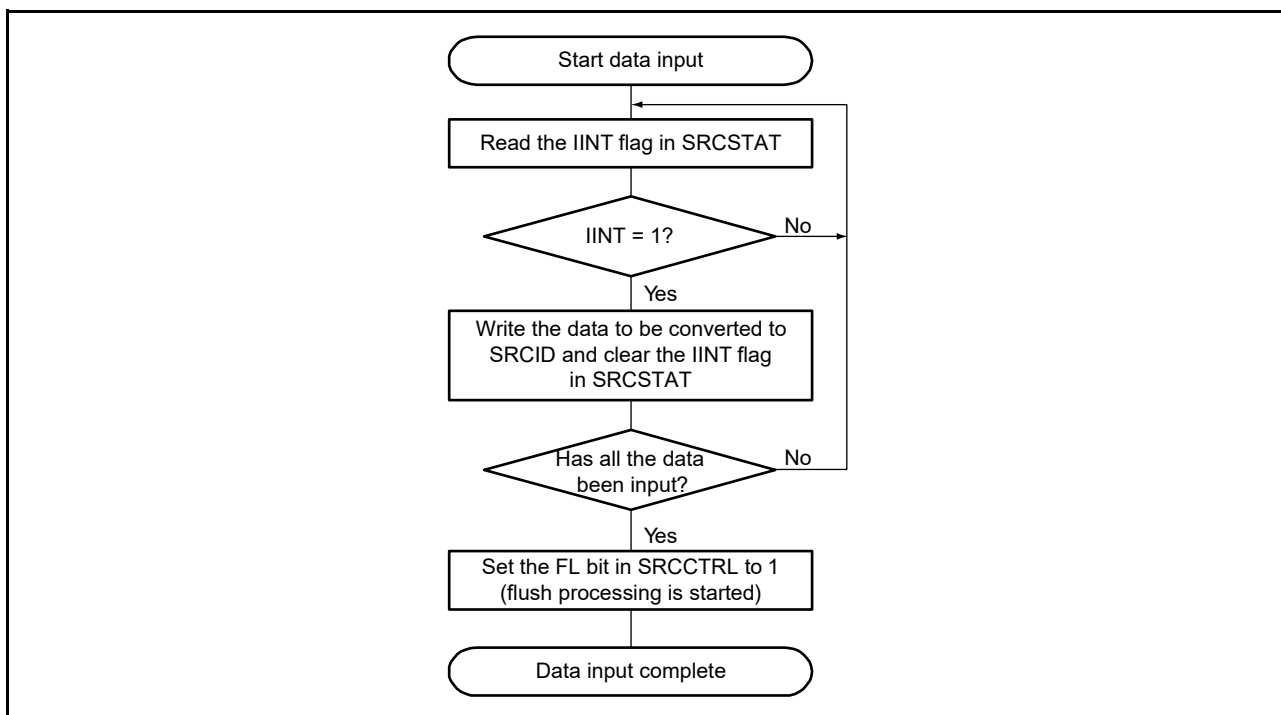 Start data input
Read the IINT flag in SRCSTAT
IINT = 1?
No
Yes
Write the data to be converted to
SRCID and clear the IINT flag
in SRCSTAT
Has all the data
been input?
No
Yes
Set the FL bit in SRCCTRL to 1
(flush processing is started)
Data input complete